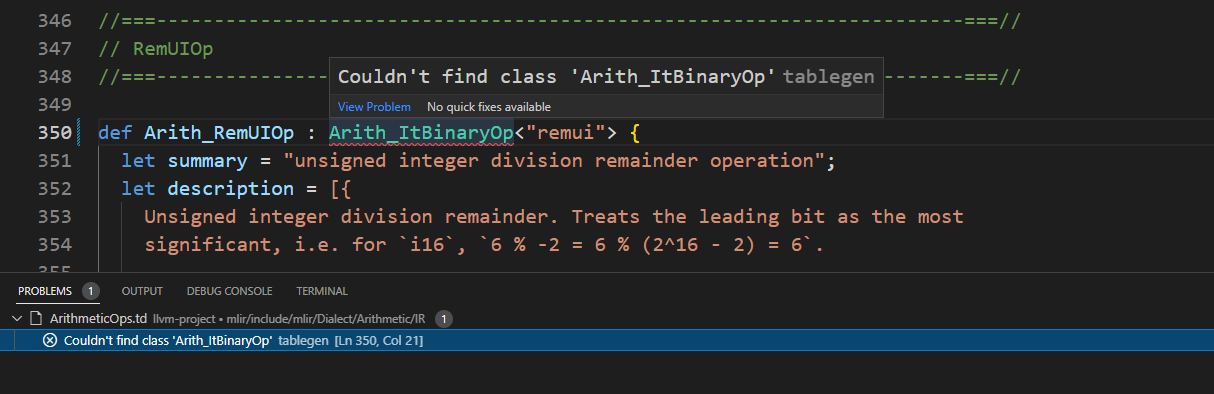 346 //===----------------------------------------------------------------------===//
347 // RemUIOp
348 //===---------------- -------===//
Couldn't find class 'Arith_ItBinaryOp' tablegen
View Problem No quick fixes available
349
350 def Arith_RemUIOp : Arith_ItBinaryOp<"remui"> {
351 let summary = "unsigned integer division remainder operation";
352 let description = [{
353 Unsigned integer division remainder. Treats the leading bit as the most
354 significant, i.e. for `i16`, `6 % -2 = 6 % (2^16 - 2) = 6`.
355
PROBLEMS 1 OUTPUT DEBUG CONSOLE TERMINAL
ArithmeticOps.td llvm-project • mlir/include/mlir/Dialect/Arithmetic/IR 1
Couldn't find class 'Arith_ItBinaryOp' tablegen [Ln 350, Col 21]